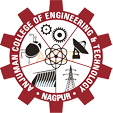 ANJUMAN COLLEGE OF ENGINEERING & TECHNOLOGY
• NAGPUR •